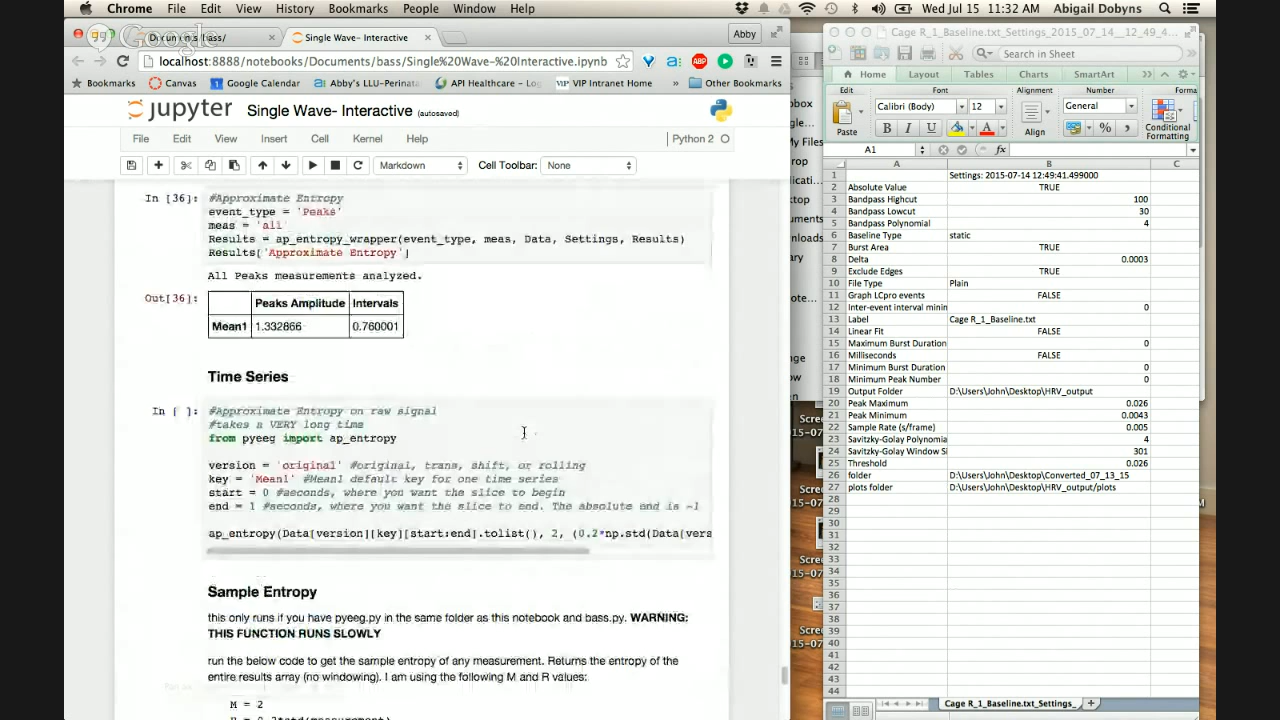 Chrome File Edit View History Bookmarks People Window Help
Wed Jul 15 11:32 AM Abigail Dobyns
Google
Single Wave- Interactive
Abby
localhost:8888/notebooks/Documents/bass/Single%20Wave-%20Interactive.ipynb
Bookmarks Canvas Google Calendar Abby's LLU-Perinata API Healthcare - Log VIP Intranet Home » Other Bookmarks
jupyter Single Wave- Interactive (autosaved)
File Edit View Insert Cell Kernel Help Python 2
Markdown Cell Toolbar: None
In [36]: #Approximate Entropy
event_type = 'Peaks'
meas = 'all'
Results = ap_entropy_wrapper(event_type, meas, Data, Settings, Results)
Results['Approximate Entropy']
All Peaks measurements analyzed.
Out[36]:
Peaks Amplitude Intervals
Mean1 1.332866 0.760001
Time Series
In [ ]: #Approximate Entropy on raw signal
#takes a VERY long time
from pyeeg import ap_entropy
version = 'original' #original, trans, shift, or rolling
key = 'Mean1' #Mean1 default key for one time series
start = 0 #seconds, where you want the slice to begin
end = 1 #seconds, where you want the slice to end. The absolute end is -1
ap_entropy(Data[version][key][start:end].tolist(), 2, (0.2*np.std(Data[vers
Sample Entropy
this only runs if you have pyeeg.py in the same folder as this notebook and bass.py. WARNING:
THIS FUNCTION RUNS SLOWLY
run the below code to get the sample entropy of any measurement. Returns the entropy of the
entire results array (no windowing). I am using the following M and R values:
M = 2
Cage R_1_Baseline.txt_Settings_2015_07_14__12_49_4...
Search in Sheet
Home Layout Tables Charts SmartArt »
Edit Font Alignment Number Forma
Calibri (Body) 12 General
Paste B I U A Align % Conditional
Formatting
A1 fx
A B C
1 Settings: 2015-07-14 12:49:41.499000
2 Absolute Value TRUE
3 Bandpass Highcut 100
4 Bandpass Lowcut 30
5 Bandpass Polynomial 4
6 Baseline Type static
7 Burst Area TRUE
8 Delta 0.0003
9 Exclude Edges TRUE
10 File Type Plain
11 Graph LCpro events FALSE
12 Inter-event interval minin 0
13 Label Cage R_1_Baseline.txt
14 Linear Fit FALSE
15 Maximum Burst Duration 0
16 Milliseconds FALSE
17 Minimum Burst Duration 0
18 Minimum Peak Number 0
19 Output Folder D:\Users\John\Desktop\HRV_output
20 Peak Maximum 0.026
21 Peak Minimum 0.0043
22 Sample Rate (s/frame) 0.005
23 Savitzky-Golay Polynomia 4
24 Savitzky-Golay Window Si 301
25 Threshold 0.026
26 folder D:\Users\John\Desktop\Converted_07_13_15
27 plots folder D:\Users\John\Desktop\HRV_output/plots
28
29
30
31
32
33
34
35
36
37
38
39
40
41
42
43
44
Cage R_1_Baseline.txt_Settings_